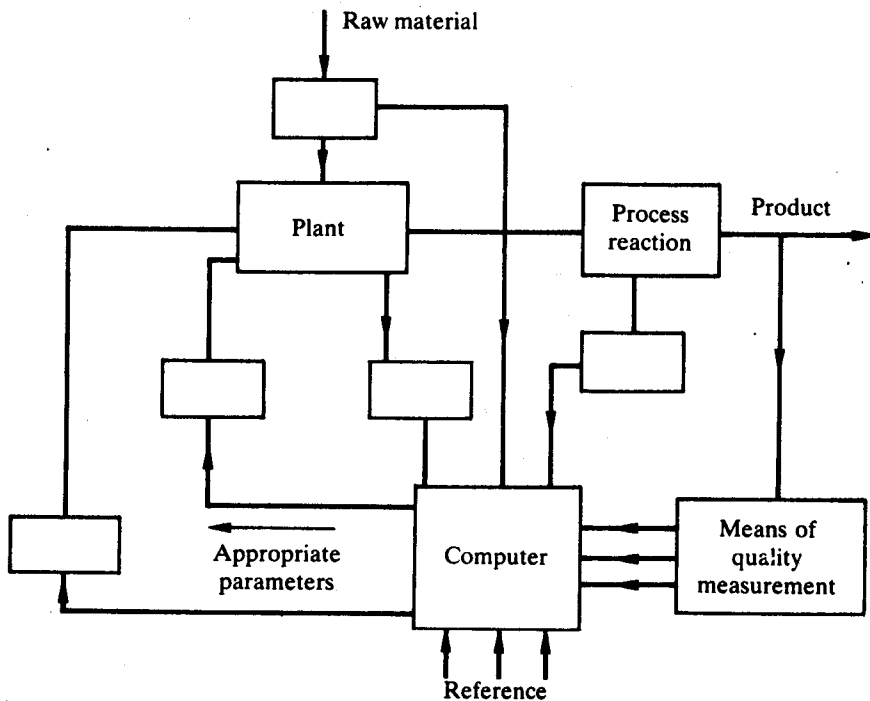 Raw material
Plant
Process
reaction
Product
Appropriate
parameters
Computer
Means of
quality
measurement
Reference